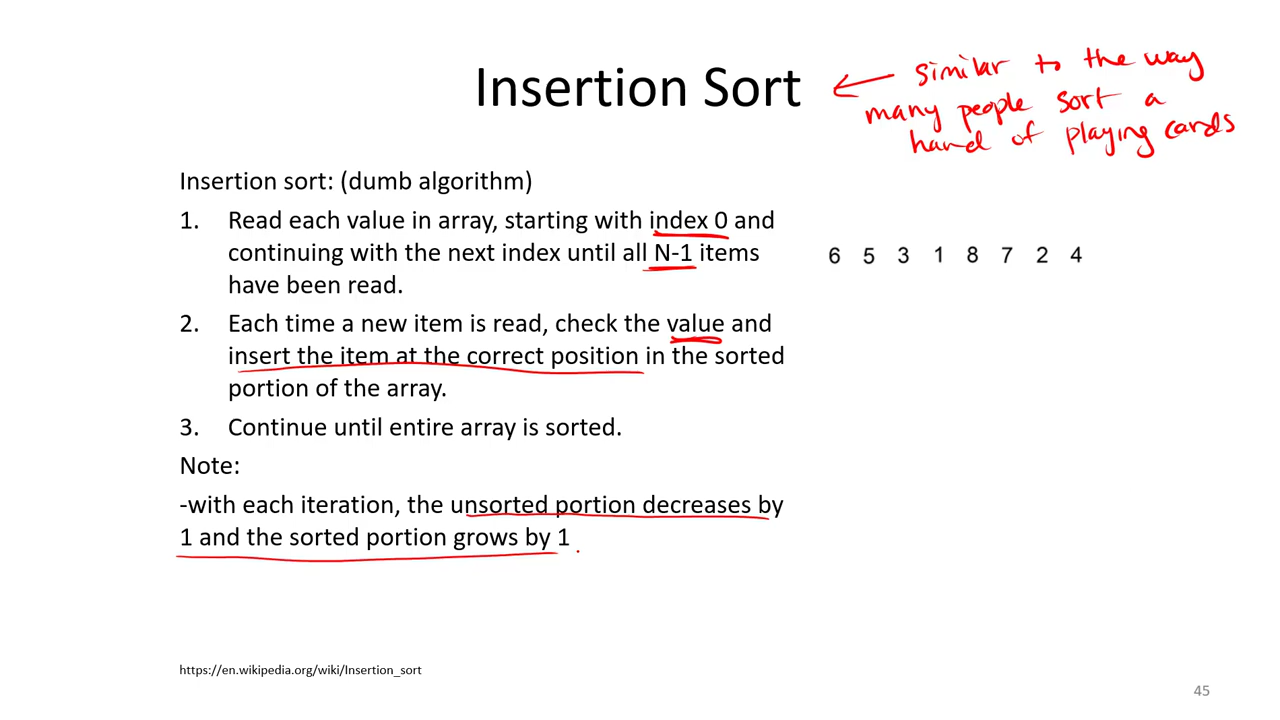 Insertion Sort
similar to the way
many people sort a
hand of playing cards
Insertion sort: (dumb algorithm)
1. Read each value in array, starting with index 0 and
continuing with the next index until all N-1 items
have been read.
6 5 3 1 8 7 2 4
2. Each time a new item is read, check the value and
insert the item at the correct position in the sorted
portion of the array.
3. Continue until entire array is sorted.
Note:
-with each iteration, the unsorted portion decreases by
1 and the sorted portion grows by 1
https://en.wikipedia.org/wiki/Insertion_sort
45